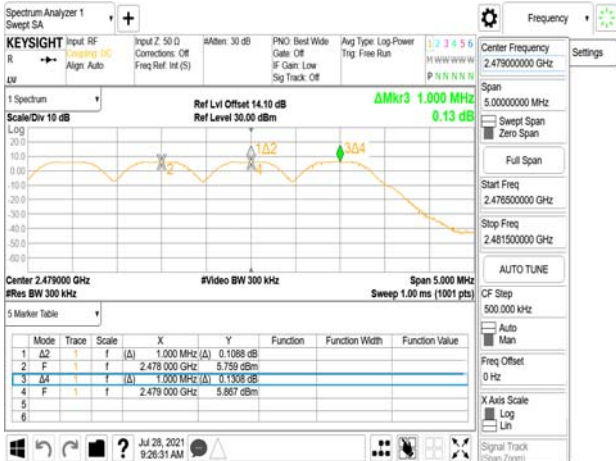 Spectrum Analyzer 1
Swept SA
+
Frequency
KEYSIGHT Input: RF Input Z: 50 Ω #Atten: 30 dB PNO: Best Wide Avg Type: Log-Power 1 2 3 4 5 6
R Coupling: DC Corrections: Off Gate: Off Trig: Free Run M W W W W W
Align: Auto Freq Ref: Int (S) IF Gain: Low
Sig Track: Off P N N N N N
LV
1 Spectrum
Scale/Div 10 dB
Ref Lvl Offset 14.10 dB
Ref Level 30.00 dBm
ΔMkr3 1.000 MHz
0.13 dB
Log
20.0
10.0
0.00
-10.0
-20.0
-30.0
-40.0
-50.0
-60.0
2
1Δ2
4
3Δ4
Center 2.479000 GHz #Video BW 300 kHz Span 5.000 MHz
#Res BW 300 kHz Sweep 1.00 ms (1001 pts)
5 Marker Table
Mode Trace Scale X Y Function Function Width Function Value
1 Δ2 1 f (Δ) 1.000 MHz (Δ) 0.1088 dB
2 F 1 f 2.478 000 GHz 5.759 dBm
3 Δ4 1 f (Δ) 1.000 MHz (Δ) 0.1308 dB
4 F 1 f 2.479 000 GHz 5.867 dBm
5
6
Jul 28, 2021
9:26:31 AM
?
Center Frequency
2.479000000 GHz
Settings
Span
5.00000000 MHz
Swept Span
Zero Span
Full Span
Start Freq
2.476500000 GHz
Stop Freq
2.481500000 GHz
AUTO TUNE
CF Step
500.000 kHz
Auto
Man
Freq Offset
0 Hz
X Axis Scale
Log
Lin
Signal Track
(Span Zoom)